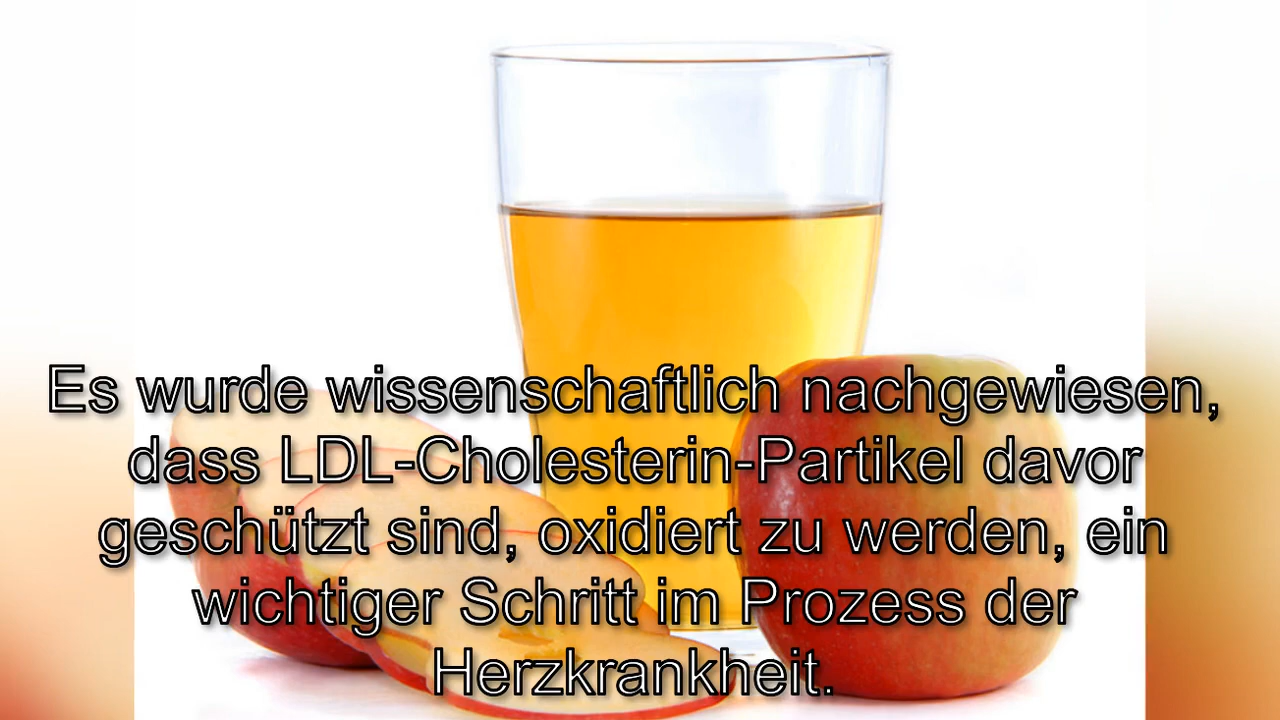 Es wurde wissenschaftlich nachgewiesen,
dass LDL-Cholesterin-Partikel davor
geschützt sind, oxidiert zu werden, ein
wichtiger Schritt im Prozess der
Herzkrankheit.